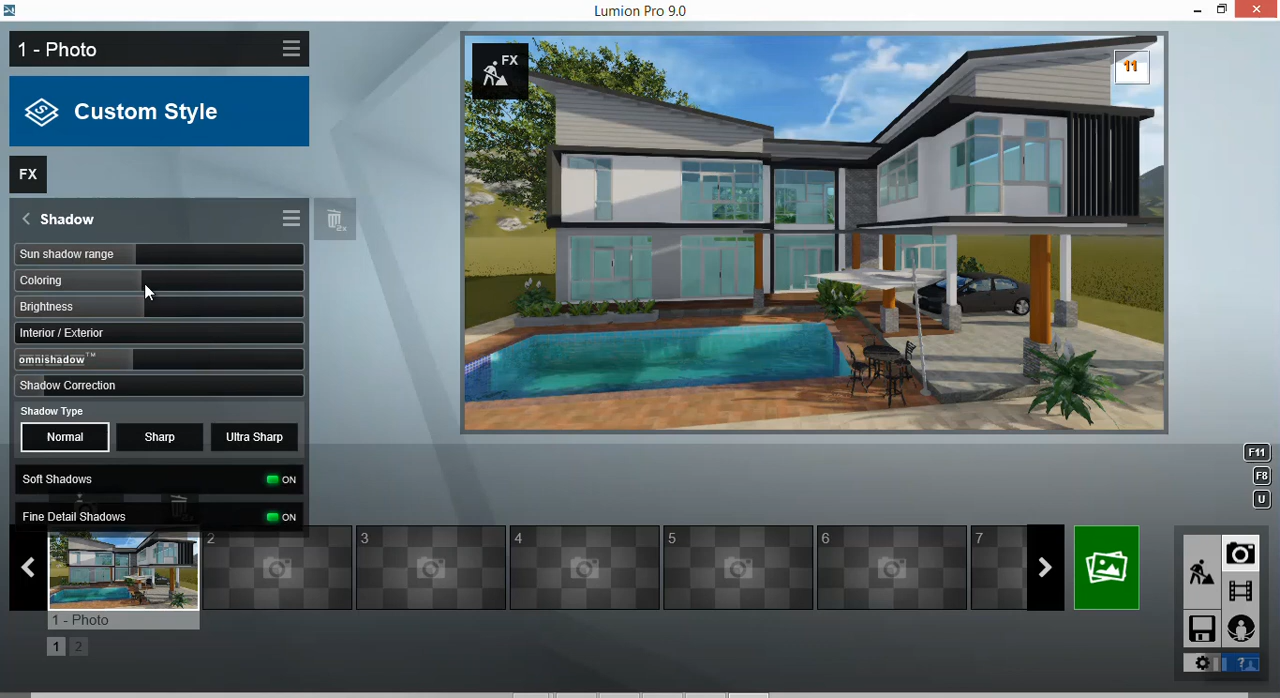 Lumion Pro 9.0
1 - Photo
Custom Style
FX
Shadow
2x
Sun shadow range
Coloring
Brightness
Interior / Exterior
omnishadow™
Shadow Correction
Shadow Type
Normal Sharp Ultra Sharp
Soft Shadows ON
Fine Detail Shadows ON
FX
11
F11
F8
U
2 3 4 5 6 7
1 - Photo
1 2
?